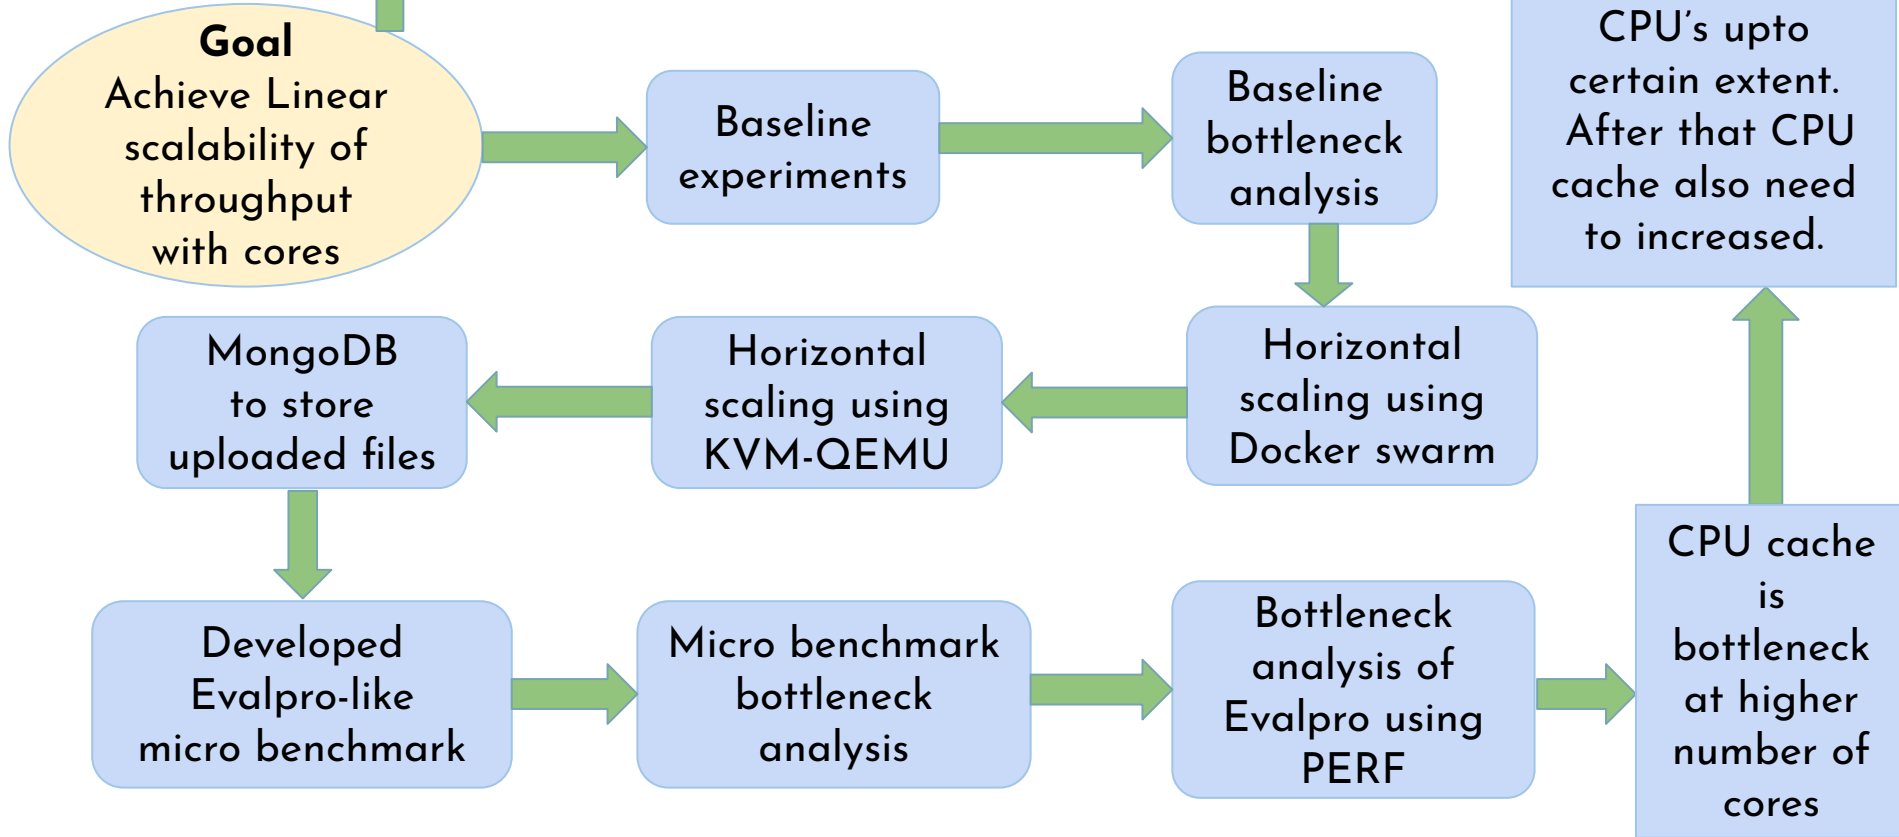 Goal
Achieve Linear
scalability of
throughput
with cores
Baseline
experiments
Baseline
bottleneck
analysis
Horizontal
scaling using
Docker swarm
Horizontal
scaling using
KVM-QEMU
MongoDB
to store
uploaded files
Developed
Evalpro-like
micro benchmark
Micro benchmark
bottleneck
analysis
Bottleneck
analysis of
Evalpro using
PERF
CPU cache
is
bottleneck
at higher
number of
cores
CPU's upto
certain extent.
After that CPU
cache also need
to increased.